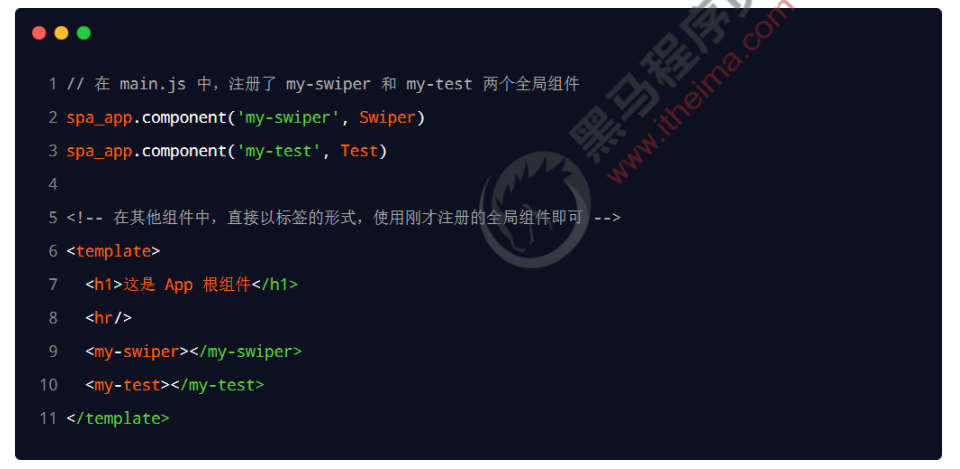 1 // 在 main.js 中，注册了 my-swiper 和 my-test 两个全局组件
2 spa_app.component('my-swiper', Swiper)
3 spa_app.component('my-test', Test)
4
5 <!-- 在其他组件中，直接以标签的形式，使用刚才注册的全局组件即可 -->
6 <template>
7   <h1>这是 App 根组件</h1>
8   <hr/>
9   <my-swiper></my-swiper>
10   <my-test></my-test>
11 </template>
黑马程序
www.itheima.com